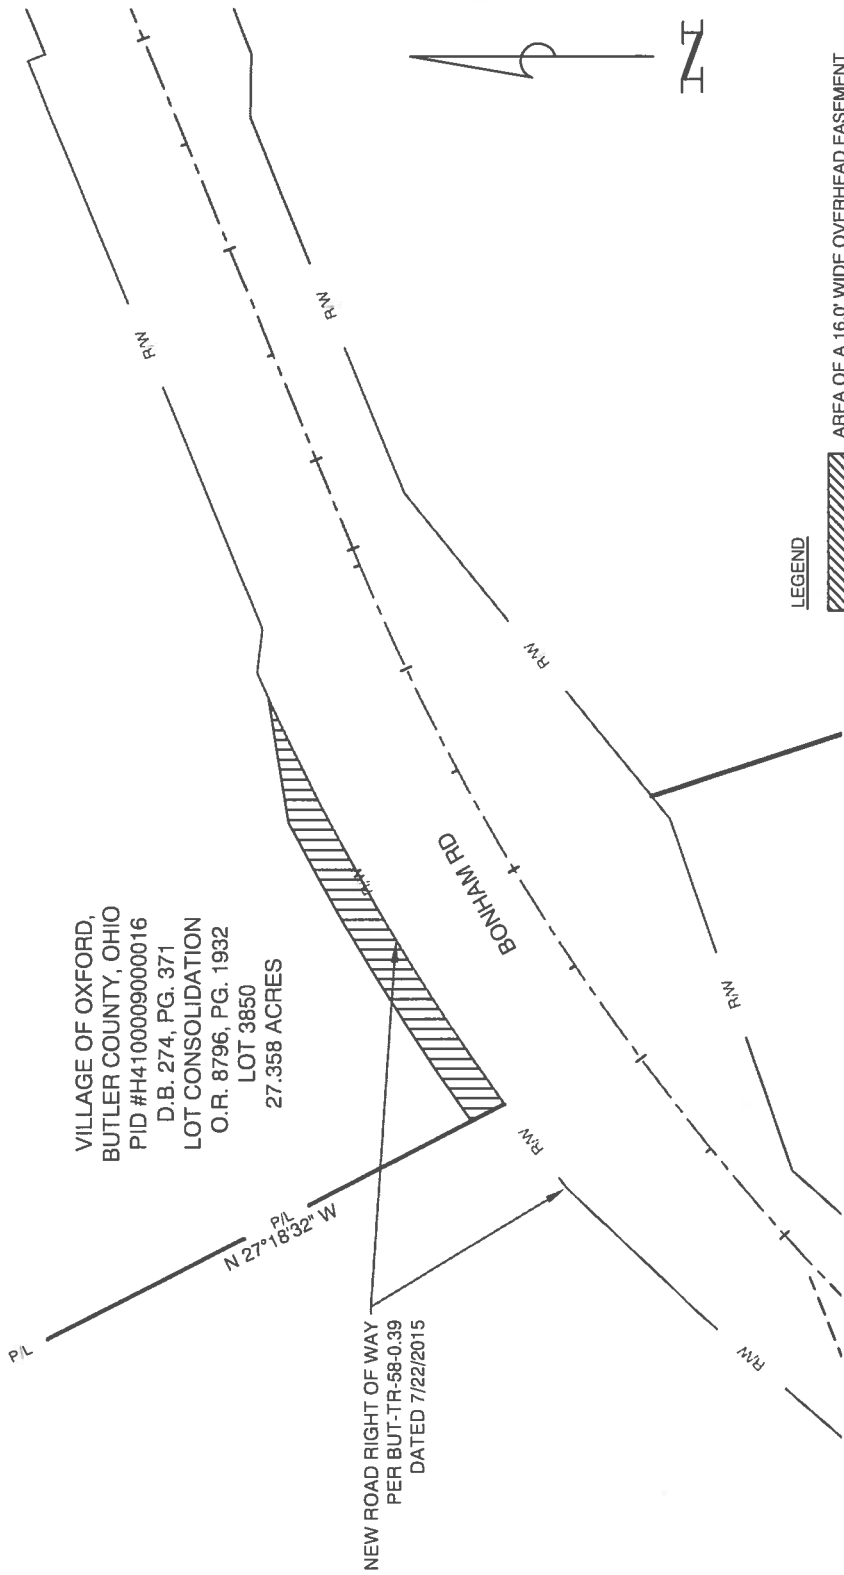 VILLAGE OF OXFORD,
BUTLER COUNTY, OHIO
PID #H4100009000016
D.B. 274, PG. 371
LOT CONSOLIDATION
O.R. 8796, PG. 1932
LOT 3850
27.358 ACRES
P/L
P/L
N 27°18'32" W
NEW ROAD RIGHT OF WAY
PER BUT-TR-58-0.39
DATED 7/22/2015
R/W
R/W
R/W
R/W
R/W
R/W
R/W
BONHAM RD
N
LEGEND
AREA OF A 16.0' WIDE OVERHEAD EASEMENT